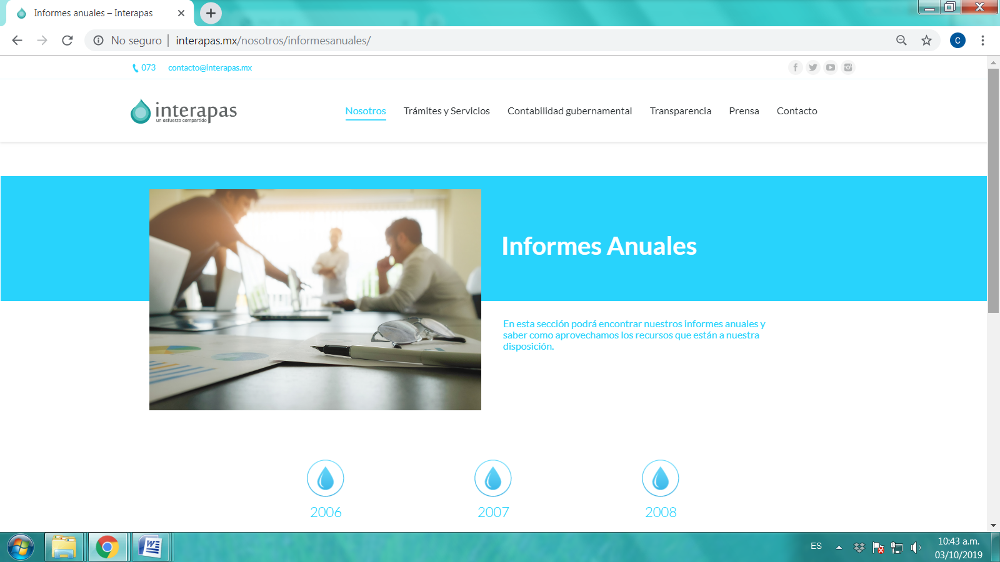 Informes anuales – Interapas
No seguro
interapas.mx/nosotros/informesanuales/
C
073
contacto@interapas.mx
interapas
un esfuerzo compartido
Nosotros
Trámites y Servicios
Contabilidad gubernamental
Transparencia
Prensa
Contacto
Informes Anuales
En esta sección podrá encontrar nuestros informes anuales y
saber como aprovechamos los recursos que están a nuestra
disposición.
2006
2007
2008
ES
10:43 a.m.
03/10/2019